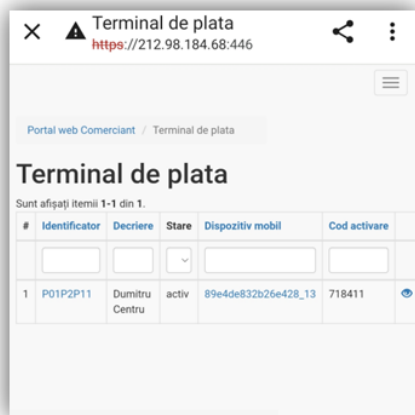 Terminal de plata
https://212.98.184.68:446
Portal web Comerciant / Terminal de plata
Terminal de plata
Sunt afișați itemii 1-1 din 1.
# Identificator Decriere Stare Dispozitiv mobil Cod activare
1 P01P2P11 Dumitru Centru activ 89e4de832b26e428_13 718411